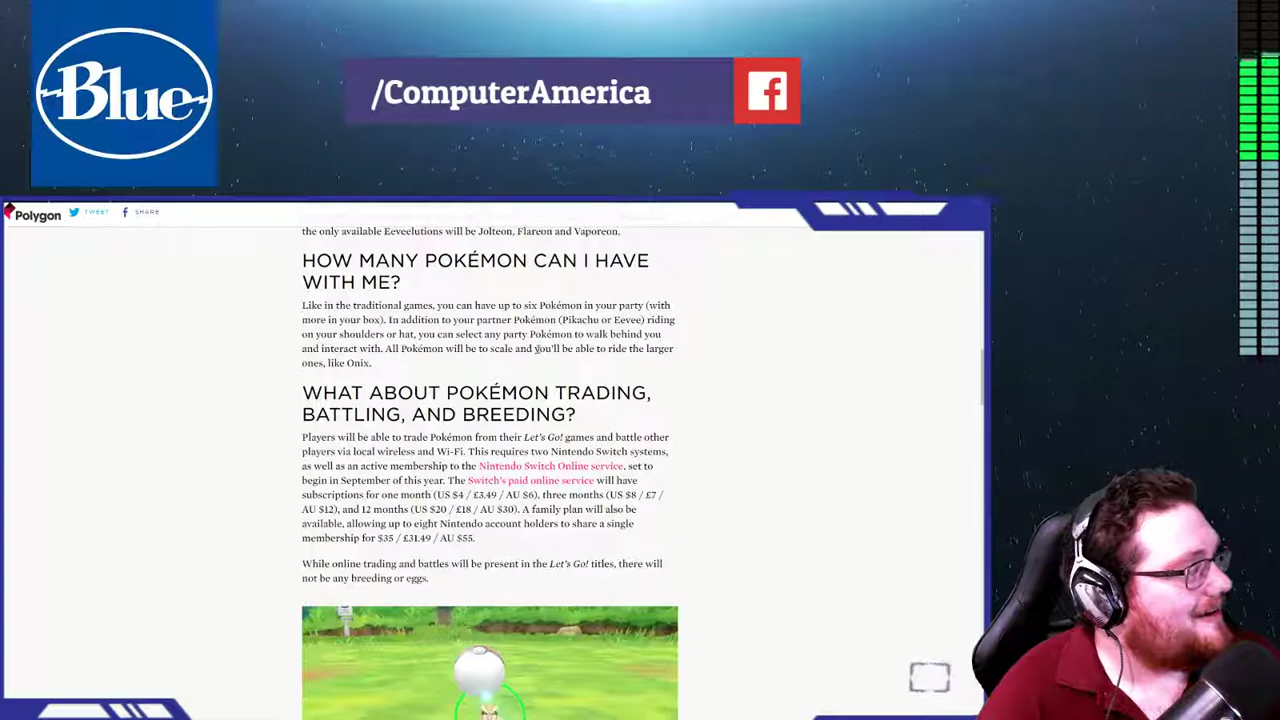 Blue
/ComputerAmerica
Polygon TWEET SHARE
the only available Eeveelutions will be Jolteon, Flareon and Vaporeon.
HOW MANY POKÉMON CAN I HAVE
WITH ME?
Like in the traditional games, you can have up to six Pokémon in your party (with
more in your box). In addition to your partner Pokémon (Pikachu or Eevee) riding
on your shoulders or hat, you can select any party Pokémon to walk behind you
and interact with. All Pokémon will be to scale and you'll be able to ride the larger
ones, like Onix.
WHAT ABOUT POKÉMON TRADING,
BATTLING, AND BREEDING?
Players will be able to trade Pokémon from their Let's Go! games and battle other
players via local wireless and Wi-Fi. This requires two Nintendo Switch systems,
as well as an active membership to the Nintendo Switch Online service, set to
begin in September of this year. The Switch's paid online service will have
subscriptions for one month (US $4 / £3.49 / AU $6), three months (US $8 / £7 /
AU $12), and 12 months (US $20 / £18 / AU $30). A family plan will also be
available, allowing up to eight Nintendo account holders to share a single
membership for $35 / £31.49 / AU $55.
While online trading and battles will be present in the Let's Go! titles, there will
not be any breeding or eggs.